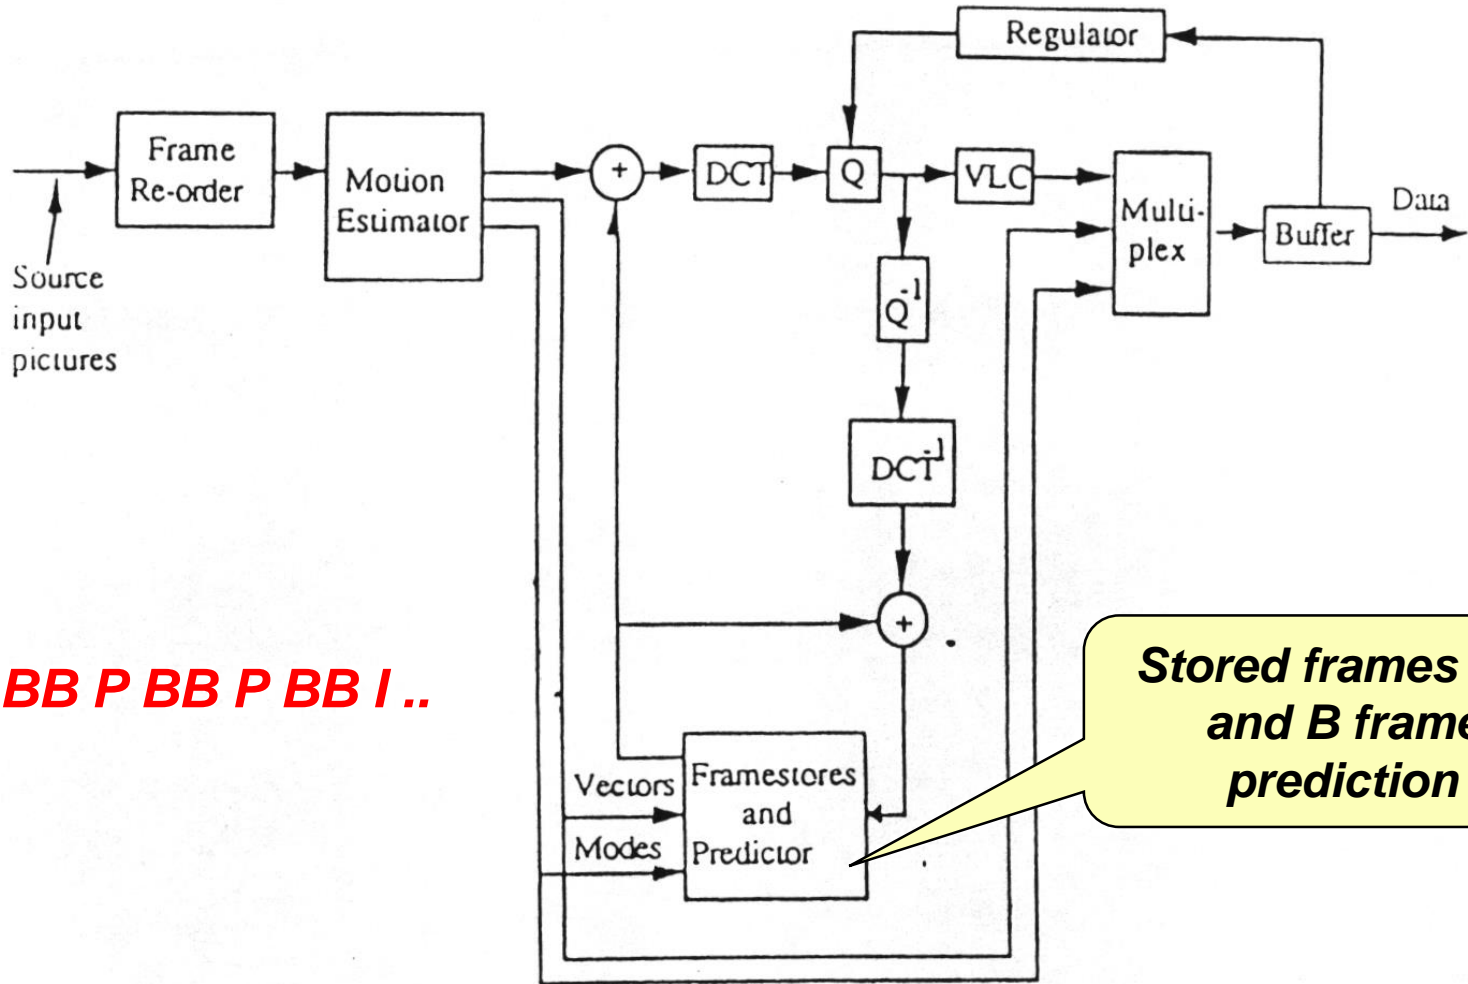 Regulator
Frame
Re-order
Motion
Estimator
+
DCT
Q
VLC
Multi-
plex
Buffer
Data
Source
input
pictures
Q-1
DCT-1
+
BB P BB P BB I ..
Stored frames
and B frame
prediction
Vectors
Modes
Framestores
and
Predictor